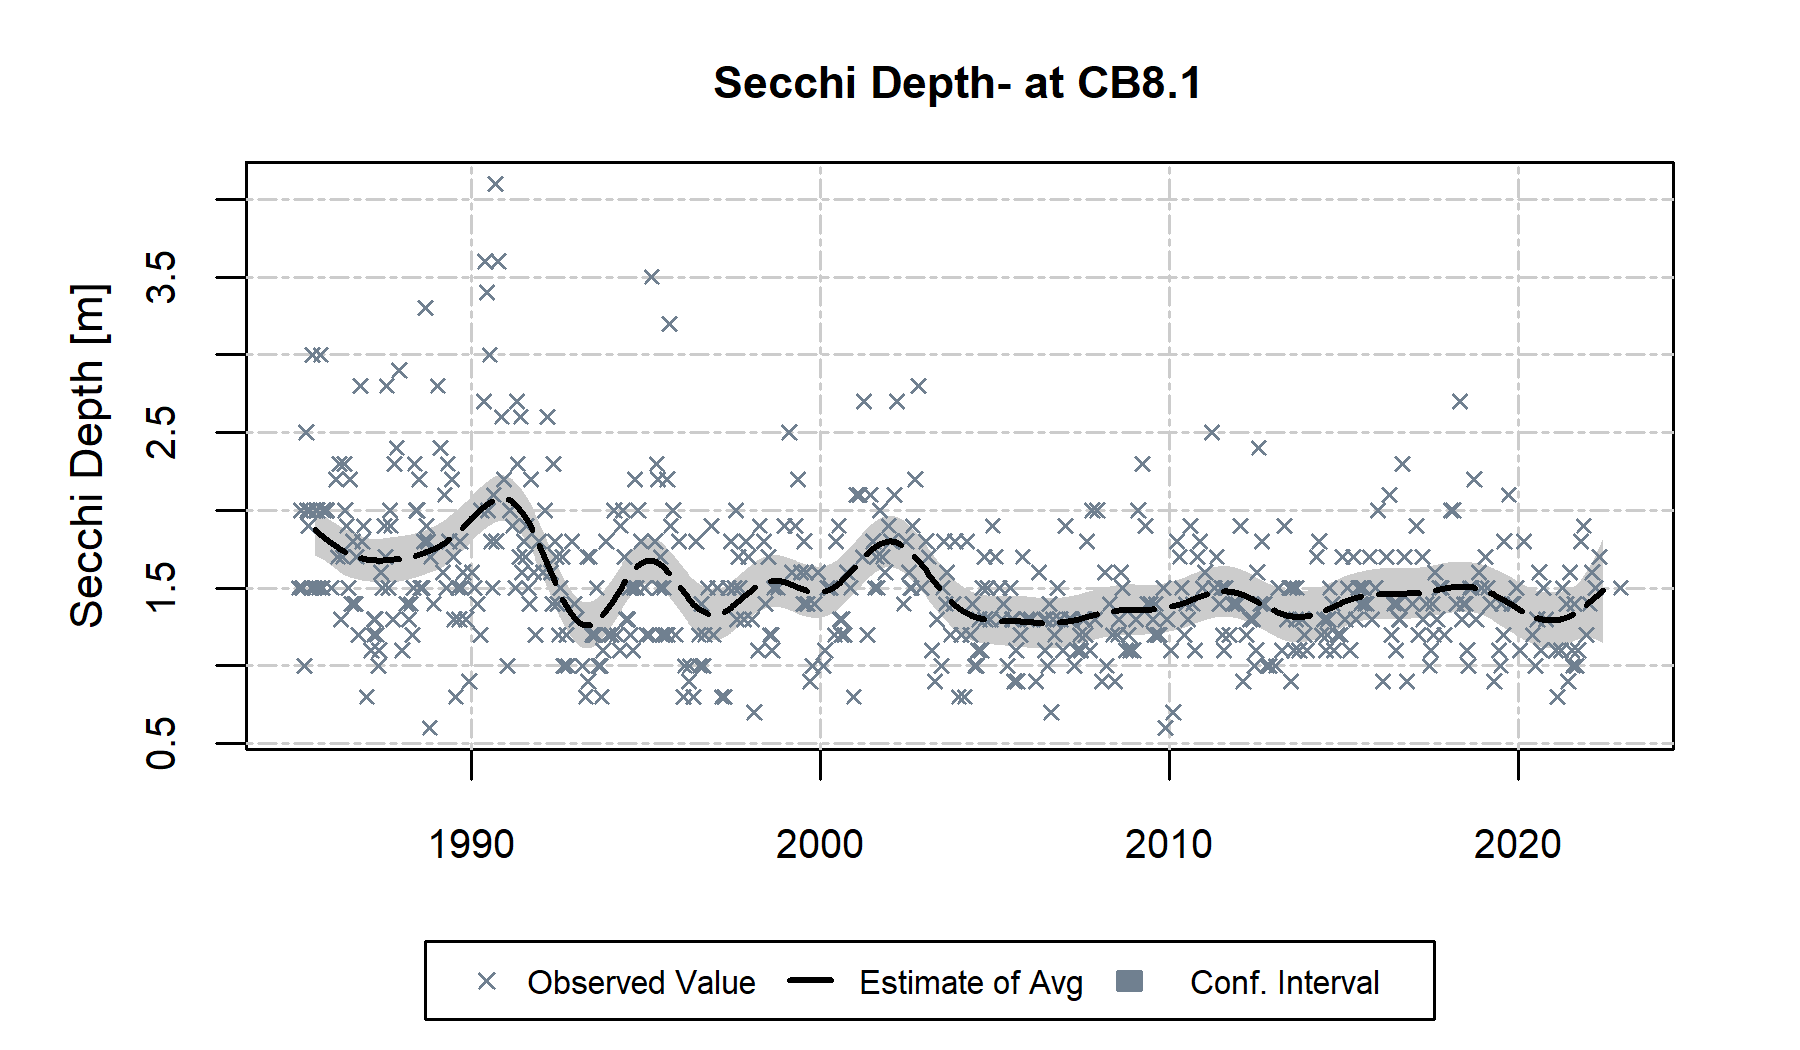 Secchi Depth- at CB8.1
Secchi Depth [m]
3.5
2.5
1.5
0.5
1990 2000 2010 2020
Observed Value Estimate of Avg Conf. Interval